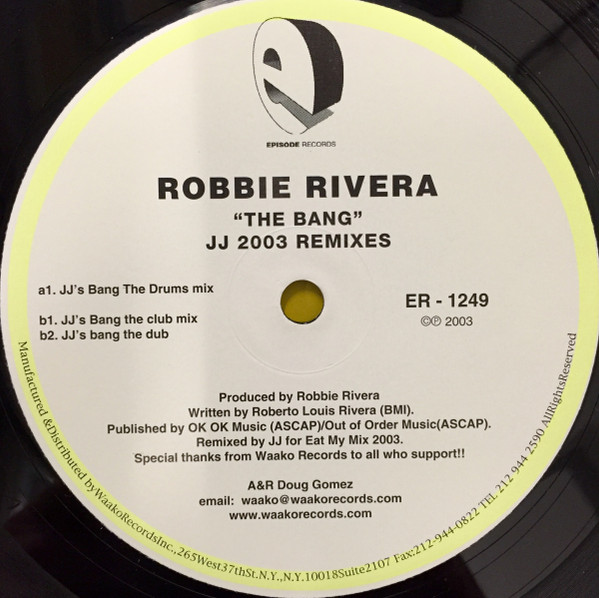 e
EPISODE RECORDS
ROBBIE RIVERA
“THE BANG”
JJ 2003 REMIXES
a1. JJ's Bang The Drums mix
b1. JJ's Bang the club mix
b2. JJ's bang the dub
ER - 1249
©℗ 2003
Produced by Robbie Rivera
Written by Roberto Louis Rivera (BMI).
Published by OK OK Music (ASCAP)/Out of Order Music(ASCAP).
Remixed by JJ for Eat My Mix 2003.
Special thanks from Waako Records to all who support!!
A&R Doug Gomez
email: waako@waakorecords.com
www.waakorecords.com
Manufactured &Distributed byWaakoRecordsInc.,265West37thSt.N.Y.,N.Y.10018Suite2107 Fax:212-944-0822 TEL 212 944 2590 AllRightsReserved